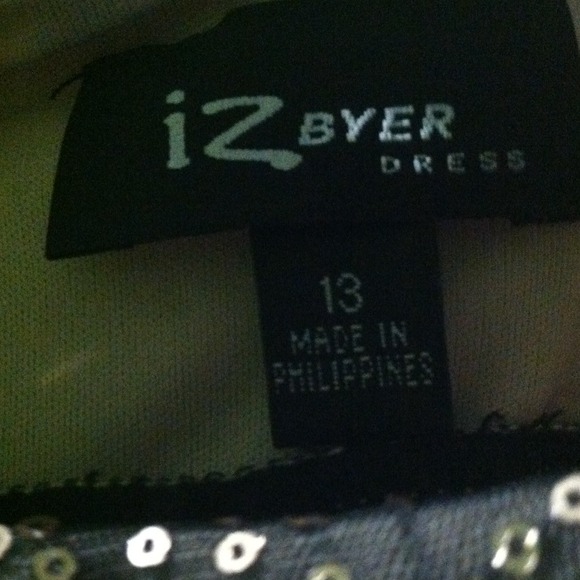 iZ BYER
DRESS
13
MADE IN
PHILIPPINES